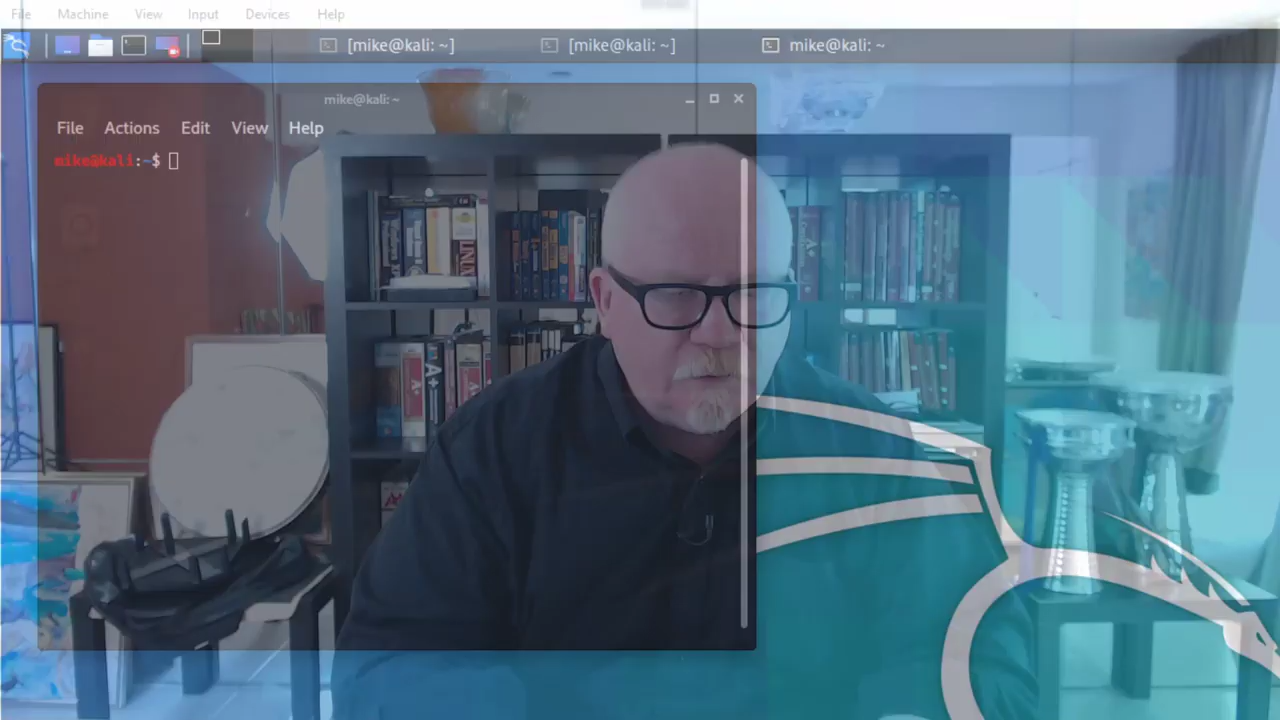 File Machine View Input Devices Help
[mike@kali: ~] [mike@kali: ~] mike@kali: ~
mike@kali: ~
File Actions Edit View Help
mike@kali:~$
LINUX
A+
A+
A+